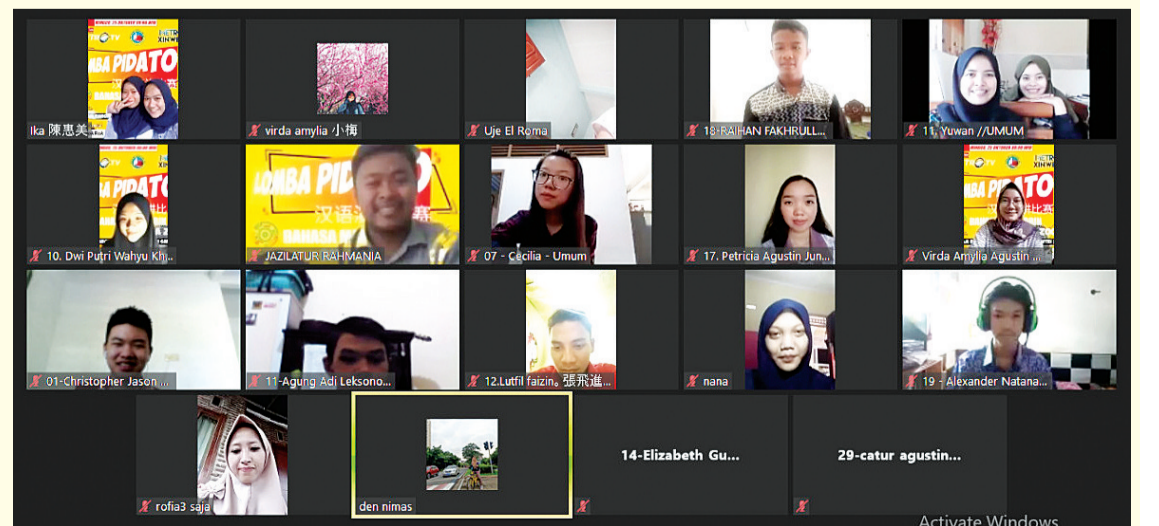 Ika 陳惠美
virda amylia 小梅
Uje El Roma
18-RAIHAN FAKHRULL...
11. Yuwan //UMUM
10. Dwi Putri Wahyu Kh...
LOMBA PID TO
汉语
BAHASA
JAZILATUR RAHMANIA
07 - Cecilia - Umum
17. Petricia Agustin Jun...
Virda Amylia Agustin ...
01-Christopher Jason ...
11-Agung Adi Leksono...
12.Lutfil faizin。張飛進...
nana
19 - Alexander Natana...
rofia3 saja
den nimas
14-Elizabeth Gu...
29-catur agustin...
Activate Windows